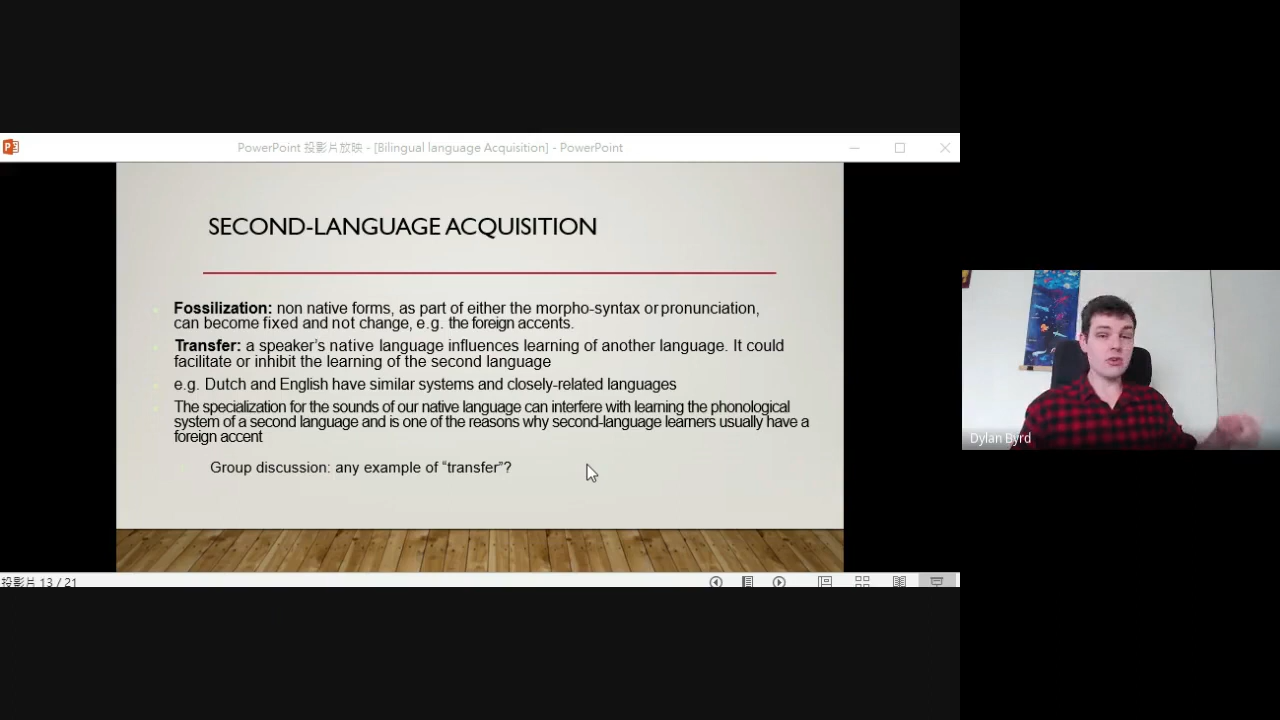 PowerPoint 投影片放映 - [Bilingual language Acquisition] - PowerPoint
SECOND-LANGUAGE ACQUISITION
Fossilization: non native forms, as part of either the morpho-syntax or pronunciation,
can become fixed and not change, e.g. the foreign accents.
Transfer: a speaker's native language influences learning of another language. It could
facilitate or inhibit the learning of the second language
e.g. Dutch and English have similar systems and closely-related languages
The specialization for the sounds of our native language can interfere with learning the phonological
system of a second language and is one of the reasons why second-language learners usually have a
foreign accent
Group discussion: any example of “transfer”?
Dylan Byrd
投影片 13 / 21